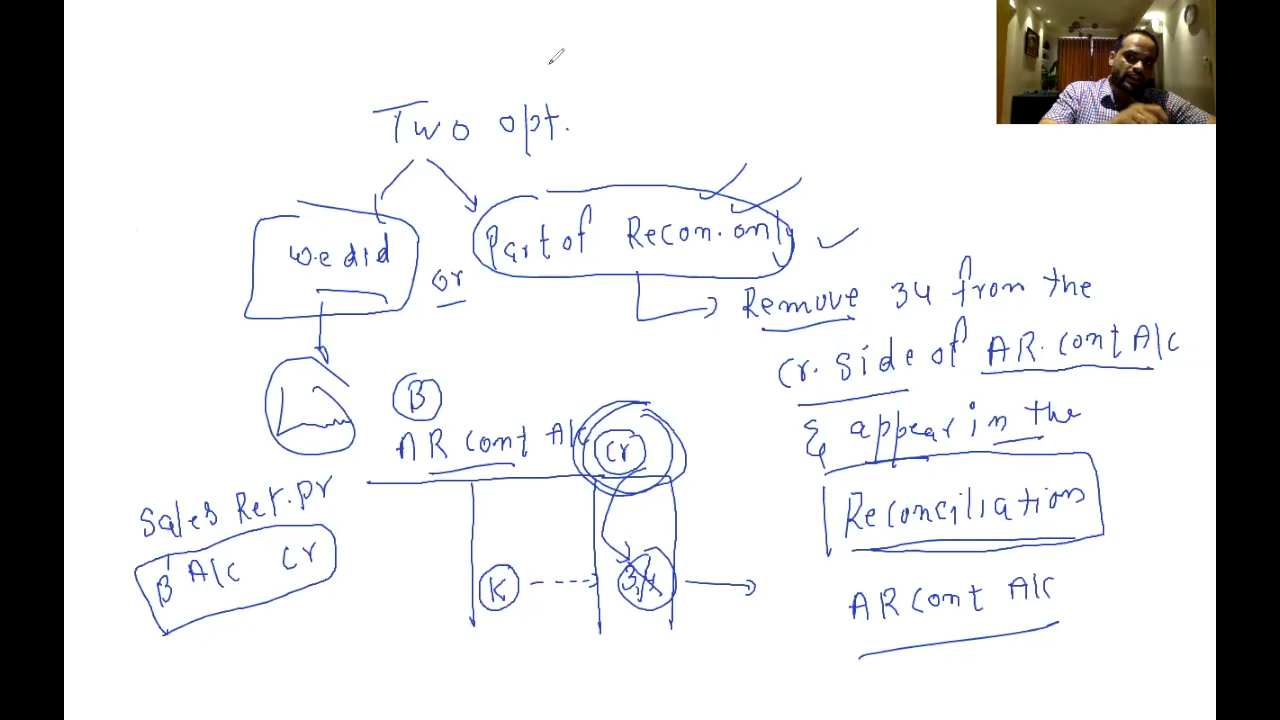 Two opt.
we did
or
Part of Recon. only
Remove 34 from the
Cr. side of AR. cont A/C
& appear in the
Reconciliation
AR cont A/C
B
AR cont A/C
Cr
K
34
Sales Ret. pr
B A/C Cr